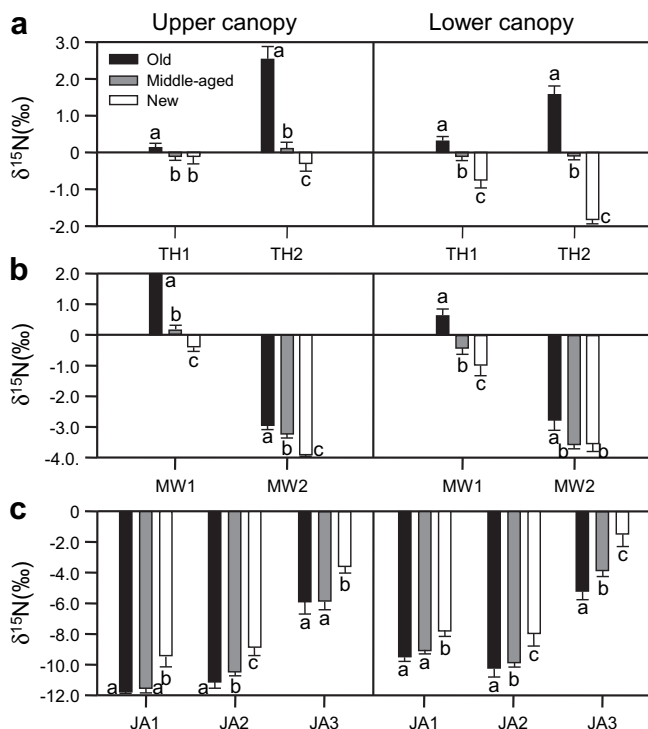 Upper canopy Lower canopy
a
3.0
2.0
1.0
0
-1.0
-2.0
δ¹⁵N(‰)
Old
Middle-aged
New
a b b a b c
a b c a b c
TH1 TH2 TH1 TH2
b
2.0
1.0
0
-1.0
-2.0
-3.0
-4.0.
δ¹⁵N(‰)
a b c a b c
a b c a b b
MW1 MW2 MW1 MW2
c
0
-2.0
-4.0
-6.0
-8.0
-10.0
-12.0
δ¹⁵N(‰)
a a b a b c a a b
a a b a b c a b c
JA1 JA2 JA3 JA1 JA2 JA3